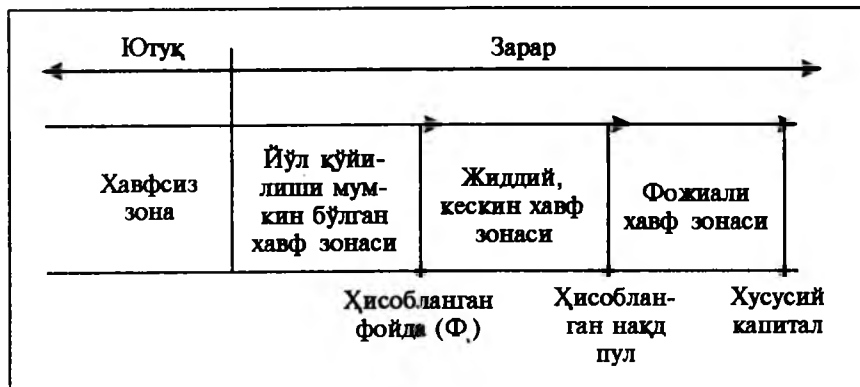 Ютуқ
Зарар
Хавфсиз
зона
Йўл қўйи-
лиши мум-
кин бўлган
хавф зонаси
Жиддий,
кескин хавф
зонаси
Фожиали
хавф зонаси
Ҳисобланган
фойда (Ф)
Ҳисоблан-
ган нақд
пул
Хусусий
капитал